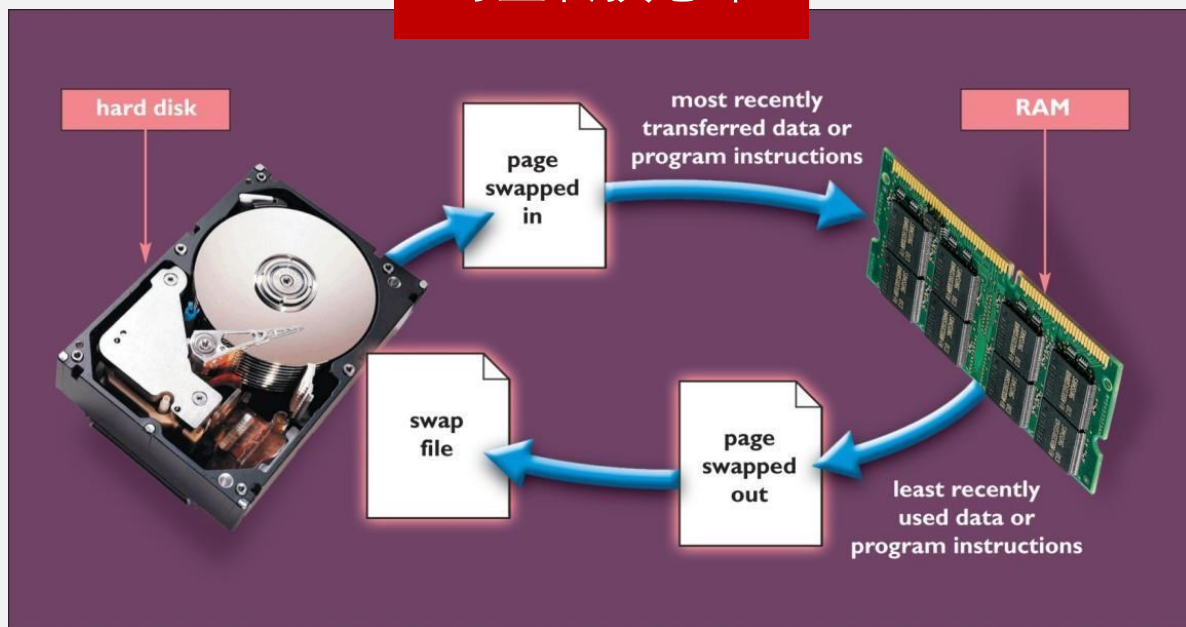 hard disk
page
swapped
in
most recently
transferred data or
program instructions
RAM
swap
file
page
swapped
out
least recently
used data or
program instructions